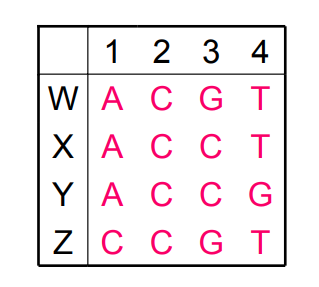 1 2 3 4
W A C G T
X A C C T
Y A C C G
Z C C G T